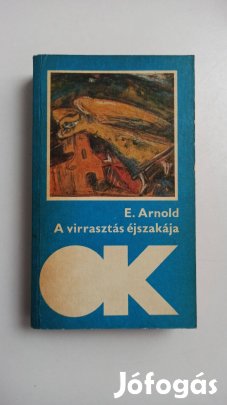 E. Arnold
A virrasztás éjszakája
OK
Jófogás